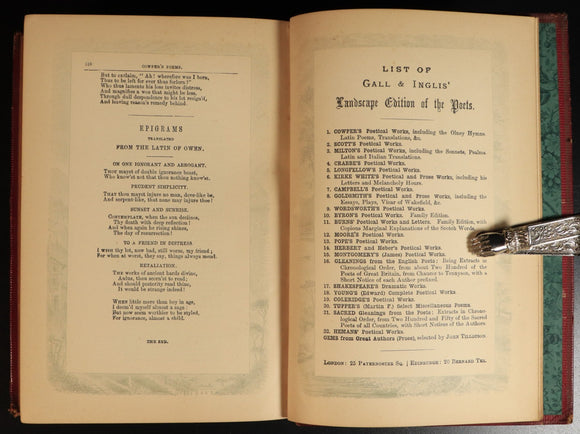 COWPER'S POEMS.
But to exclaim, "Ah! wherefore was I born,
Thus to be left for ever thus forlorn?"
Who thus laments his loss invites distress,
And magnifies a woe that might be less,
Through dull despondence to his lot resign'd,
And leaving reason's remedy behind.
EPIGRAMS
TRANSLATED
FROM THE LATIN OF OWEN.
ON ONE IGNORANT AND ARROGANT.
THOU mayst of double ignorance boast,
Who know'st not that thou nothing know'st.
PRUDENT SIMPLICITY.
THAT thou mayst injure no man, dove-like be,
And serpent-like, that none may injure thee!
SUNSET AND SUNRISE.
CONTEMPLATE, when the sun declines,
Thy death with deep reflection!
And when again he rising shines,
The day of resurrection!
TO A FRIEND IN DISTRESS.
I WISH thy lot, now bad, still worse, my friend;
For when at worst, they say, things always mend.
RETALIATION.
THE works of ancient bards divine,
Aulus, thou scorn'st to read;
And should posterity read thine,
It would be strange indeed!
WHEN little more than boy in age,
I deem'd myself almost a sage:
But now seem worthier to be styled,
For ignorance, almost a child.
THE END.
LIST OF
GALL & INGLIS'
Landscape Edition of the Poets.
1. COWPER'S Poetical Works, including the Olney Hymns,
Latin Poems, Translations, &c.
2. SCOTT'S Poetical Works.
3. MILTON'S Poetical Works, including the Sonnets, Psalms,
Latin and Italian Translations.
4. CRABBE'S Poetical Works.
5. LONGFELLOW'S Poetical Works.
6. KIRKE WHITE'S Poetical and Prose Works, including his
Letters and Melancholy Hours.
7. CAMPBELL'S Poetical Works.
8. GOLDSMITH'S Poetical and Prose Works, including the
Essays, Plays, Vicar of Wakefield, &c.
9. WORDSWORTH'S Poetical Works.
10. BYRON'S Poetical Works. Family Edition.
11. BURNS' Poetical Works and Letters. Family Edition, with
Copious Marginal Explanations of the Scotch Words.
12. MOORE'S Poetical Works.
13. POPE'S Poetical Works.
14. HERBERT and Heber's Poetical Works.
15. MONTGOMERY'S (James) Poetical Works.
16. GLEANINGS from the English Poets: Being Extracts in
Chronological Order, from about Two Hundred of the
Poets of Great Britain, from Chaucer to Tennyson, with a
Short Notice of each Author prefixed.
17. SHAKESPEARE'S Dramatic Works.
18. YOUNG'S (Edward) Complete Poetical Works.
19. COLERIDGE'S Poetical Works.
20. TUPPER'S (Martin F.) Select Miscellaneous Poems.
21. SACRED Gleanings from the Poets: Extracts in Chronological
Order, from Two Hundred and Fifty of the Sacred
Poets of all Countries, with Short Notices of the Authors.
22. HEMANS' Poetical Works.
GEMS from Great Authors (Prose), selected by JOHN TILLOTSON.
LONDON: 25 PATERNOSTER SQ. | EDINBURGH: 20 BERNARD TER.